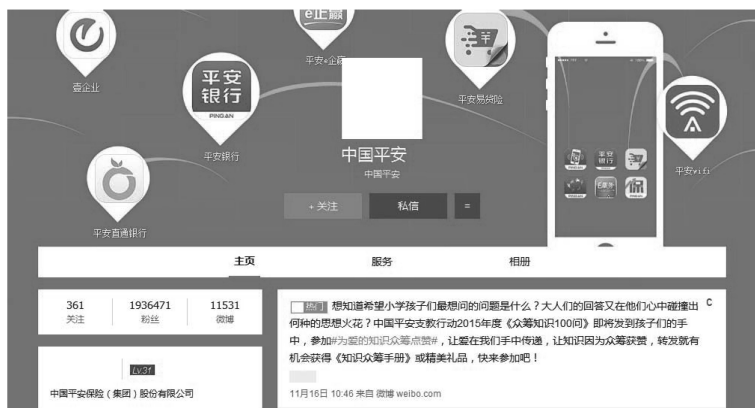 e企赢
平安e企赢
壹企业
平安
银行
PINGAN
平安银行
平安易贷险
平安wifi
平安直通银行
中国平安
中国平安
+关注
私信
=
平安
银行
保
主页
服务
相册
361
关注
1936471
粉丝
11531
微博
Lv.31
中国平安保险（集团）股份有限公司
热门 想知道希望小学孩子们最想问的问题是什么？大人们的回答又在他们心中碰撞出
何种的思想火花？中国平安支教行动2015年度《众筹知识100问》即将发到孩子们的手
中，参加#为爱的知识众筹点赞#，让爱在我们手中传递，让知识因为众筹获赞，转发就有
机会获得《知识众筹手册》或精美礼品，快来参加吧！
C
11月16日 10:46 来自 微博 weibo.com